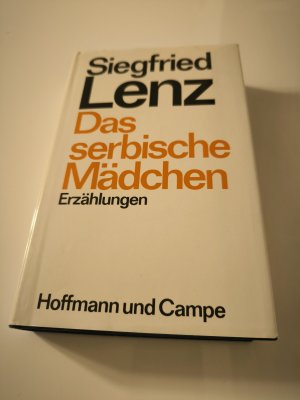 Siegfried
Lenz
Das
serbische
Mädchen
Erzählungen
Hoffmann und Campe